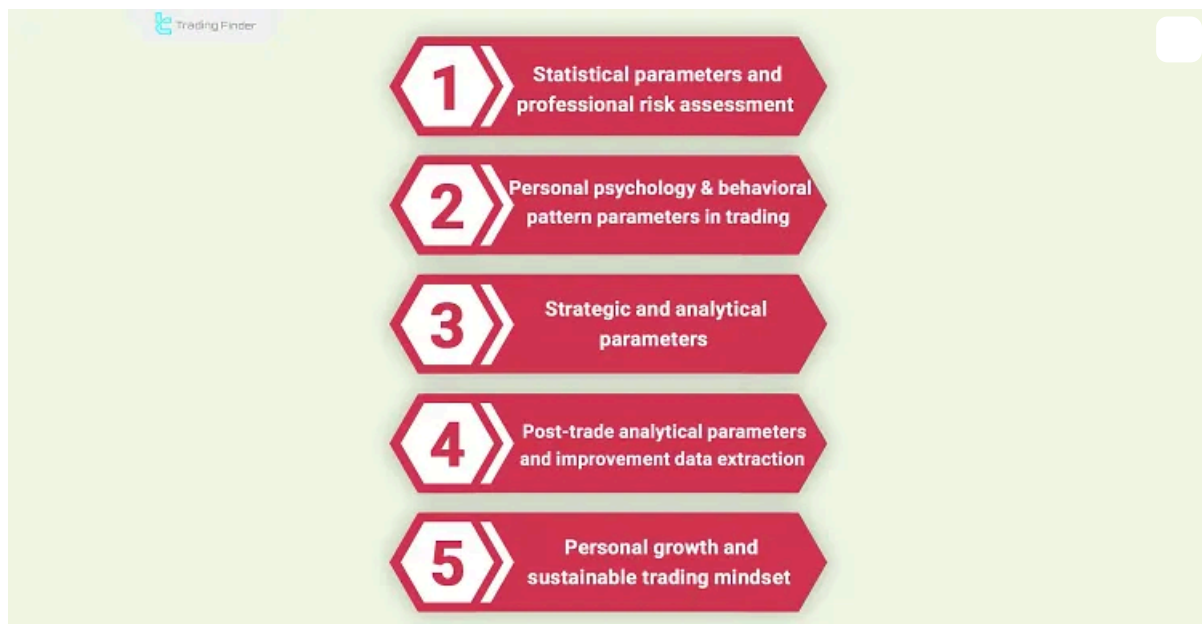 Trading Finder
1
Statistical parameters and
professional risk assessment
2
Personal psychology & behavioral
pattern parameters in trading
3
Strategic and analytical
parameters
4
Post-trade analytical parameters
and improvement data extraction
5
Personal growth and
sustainable trading mindset